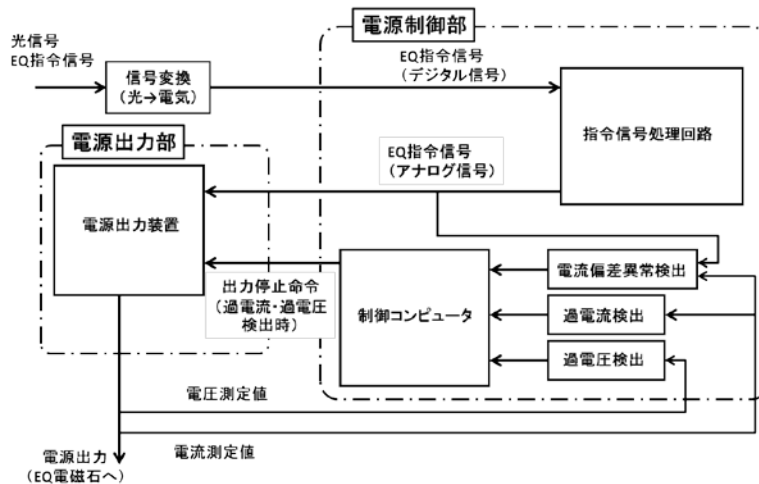 電源制御部
光信号
EQ指令信号
信号変換
（光→電気）
EQ指令信号
（デジタル信号）
指令信号処理回路
電源出力部
EQ指令信号
（アナログ信号）
電源出力装置
出力停止命令
（過電流・過電圧
検出時）
制御コンピュータ
電流偏差異常検出
過電流検出
過電圧検出
電圧測定値
電流測定値
電源出力
（EQ電磁石へ）